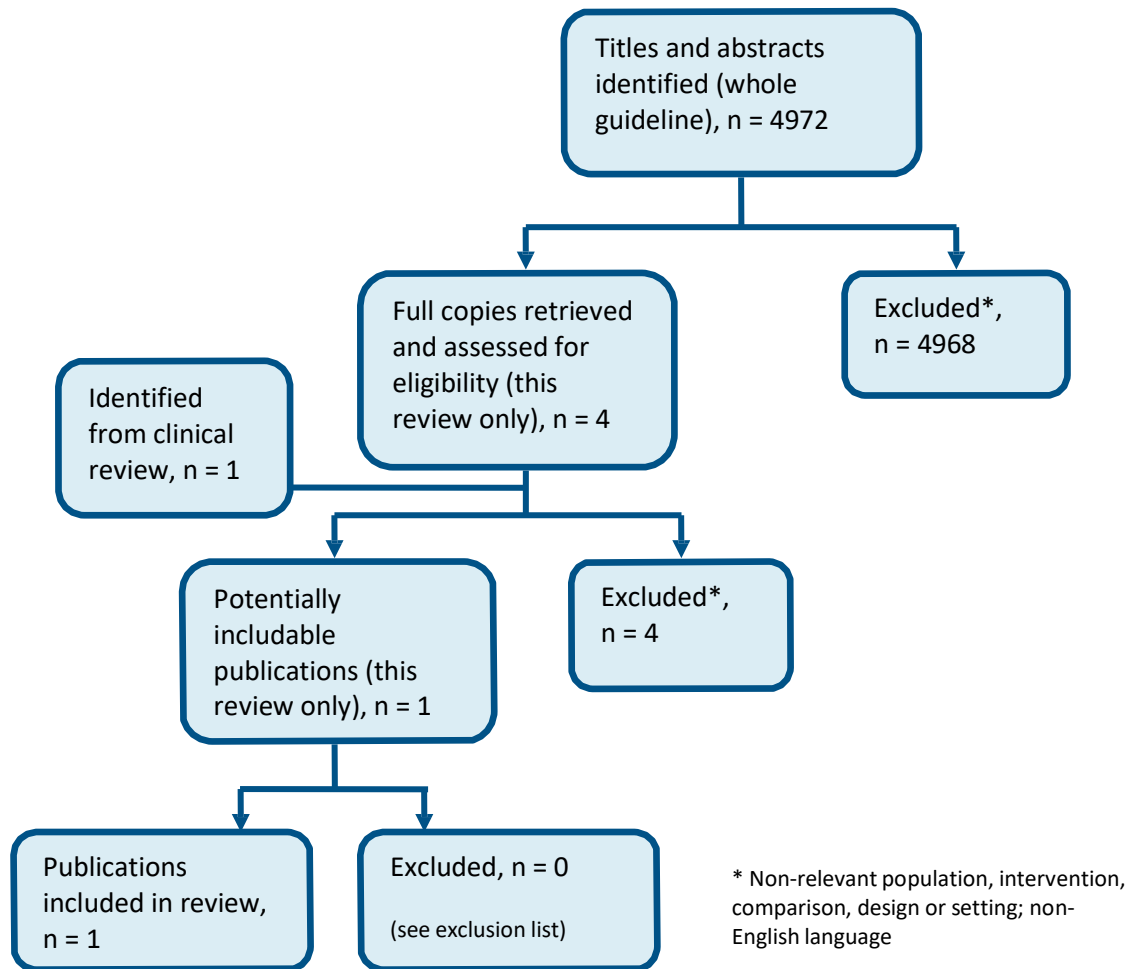 Titles and abstracts
identified (whole
guideline), n = 4972
Full copies retrieved
and assessed for
eligibility (this
review only), n = 4
Excluded*,
n = 4968
Identified
from clinical
review, n = 1
Potentially
includable
publications (this
review only), n = 1
Excluded*,
n = 4
Publications
included in review,
n = 1
Excluded, n = 0
(see exclusion list)
* Non-relevant population, intervention,
comparison, design or setting; non-
English language